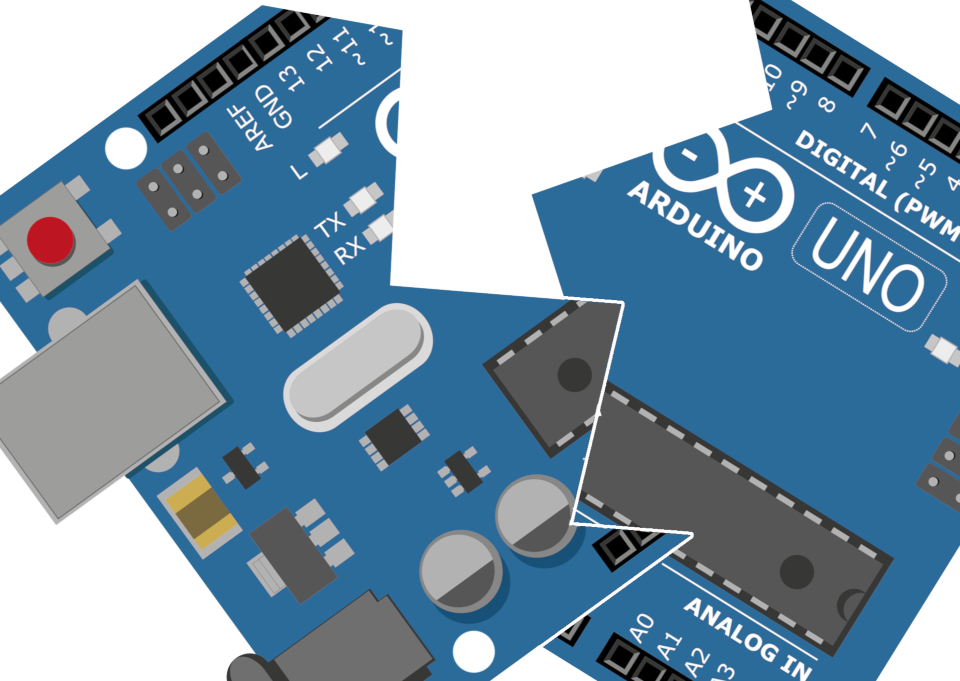 AREF
GND
13
12
~11
L
TX
RX
~9
8
7
~6
~5
4
DIGITAL (PWM
ARDUINO
UNO
ANALOG IN
A0
A1
A2